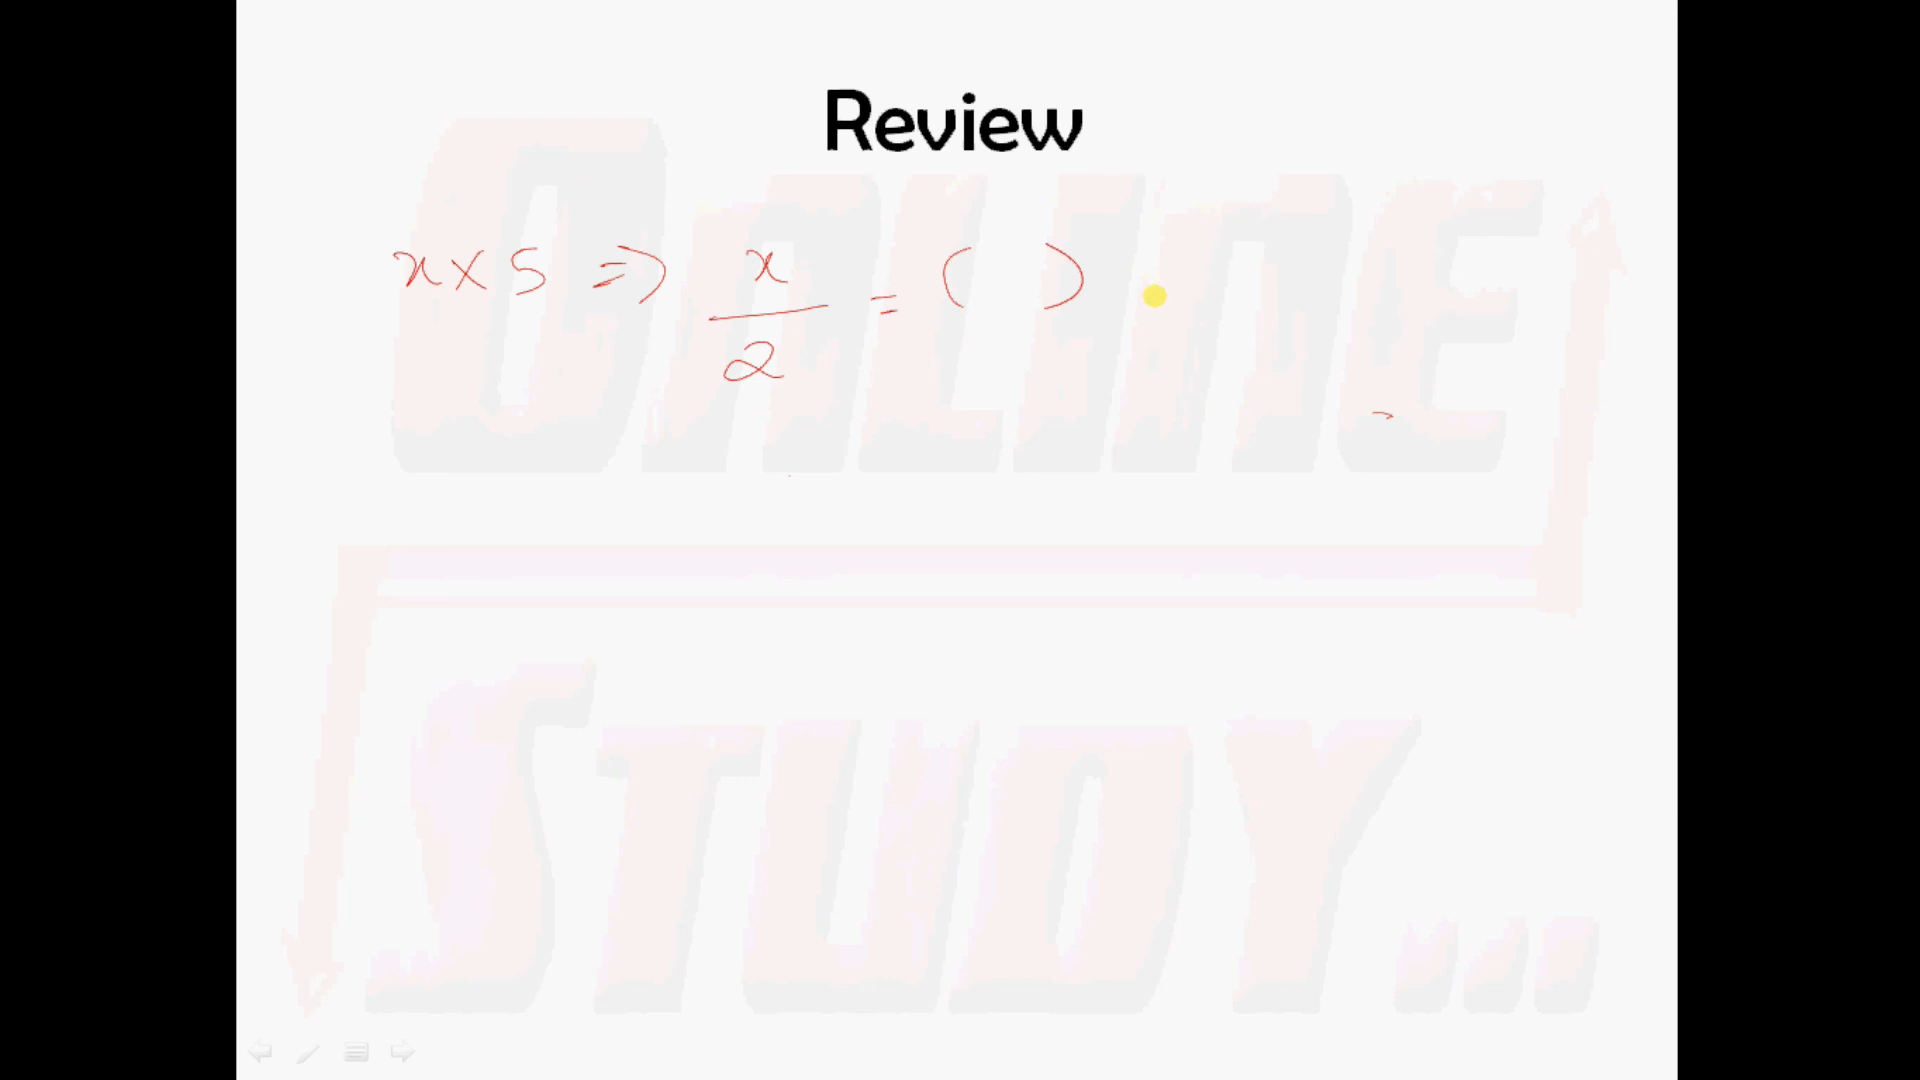 Review
x × 5 ⇒ x/2 = ( )
ONLINE
STUDY...